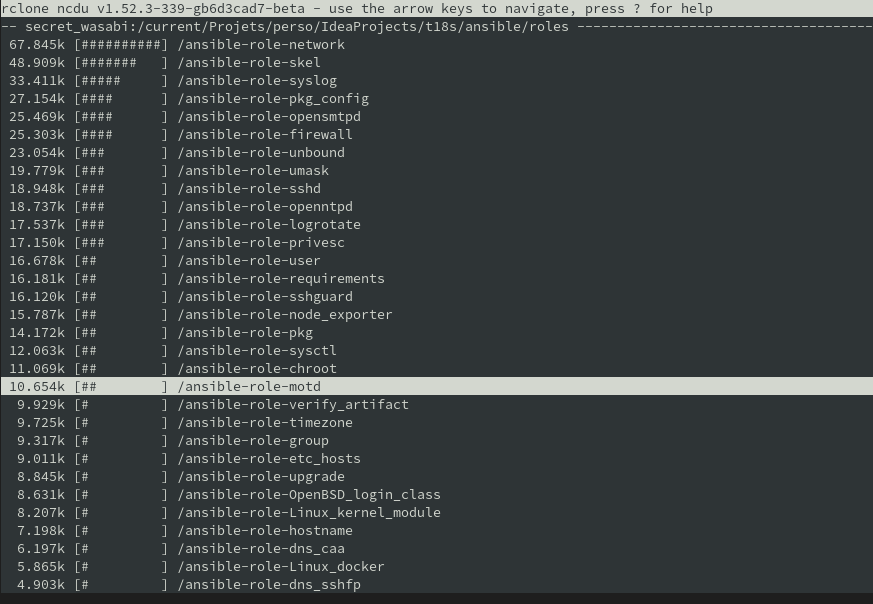 rclone ncdu v1.52.3-339-gb6d3cad7-beta - use the arrow keys to navigate, press ? for help
-- secret_wasabi:/current/Projets/perso/IdeaProjects/t18s/ansible/roles -------------------------------------
67.845k [##########] /ansible-role-network
48.909k [#######   ] /ansible-role-skel
33.411k [#####     ] /ansible-role-syslog
27.154k [####      ] /ansible-role-pkg_config
25.469k [####      ] /ansible-role-opensmtpd
25.303k [####      ] /ansible-role-firewall
23.054k [###       ] /ansible-role-unbound
19.779k [###       ] /ansible-role-umask
18.948k [###       ] /ansible-role-sshd
18.737k [###       ] /ansible-role-openntpd
17.537k [###       ] /ansible-role-logrotate
17.150k [###       ] /ansible-role-privesc
16.678k [##        ] /ansible-role-user
16.181k [##        ] /ansible-role-requirements
16.120k [##        ] /ansible-role-sshguard
15.787k [##        ] /ansible-role-node_exporter
14.172k [##        ] /ansible-role-pkg
12.063k [##        ] /ansible-role-sysctl
11.069k [##        ] /ansible-role-chroot
10.654k [##        ] /ansible-role-motd
9.929k [#         ] /ansible-role-verify_artifact
9.725k [#         ] /ansible-role-timezone
9.317k [#         ] /ansible-role-group
9.011k [#         ] /ansible-role-etc_hosts
8.845k [#         ] /ansible-role-upgrade
8.631k [#         ] /ansible-role-OpenBSD_login_class
8.207k [#         ] /ansible-role-Linux_kernel_module
7.198k [#         ] /ansible-role-hostname
6.197k [#         ] /ansible-role-dns_caa
5.865k [#         ] /ansible-role-Linux_docker
4.903k [#         ] /ansible-role-dns_sshfp